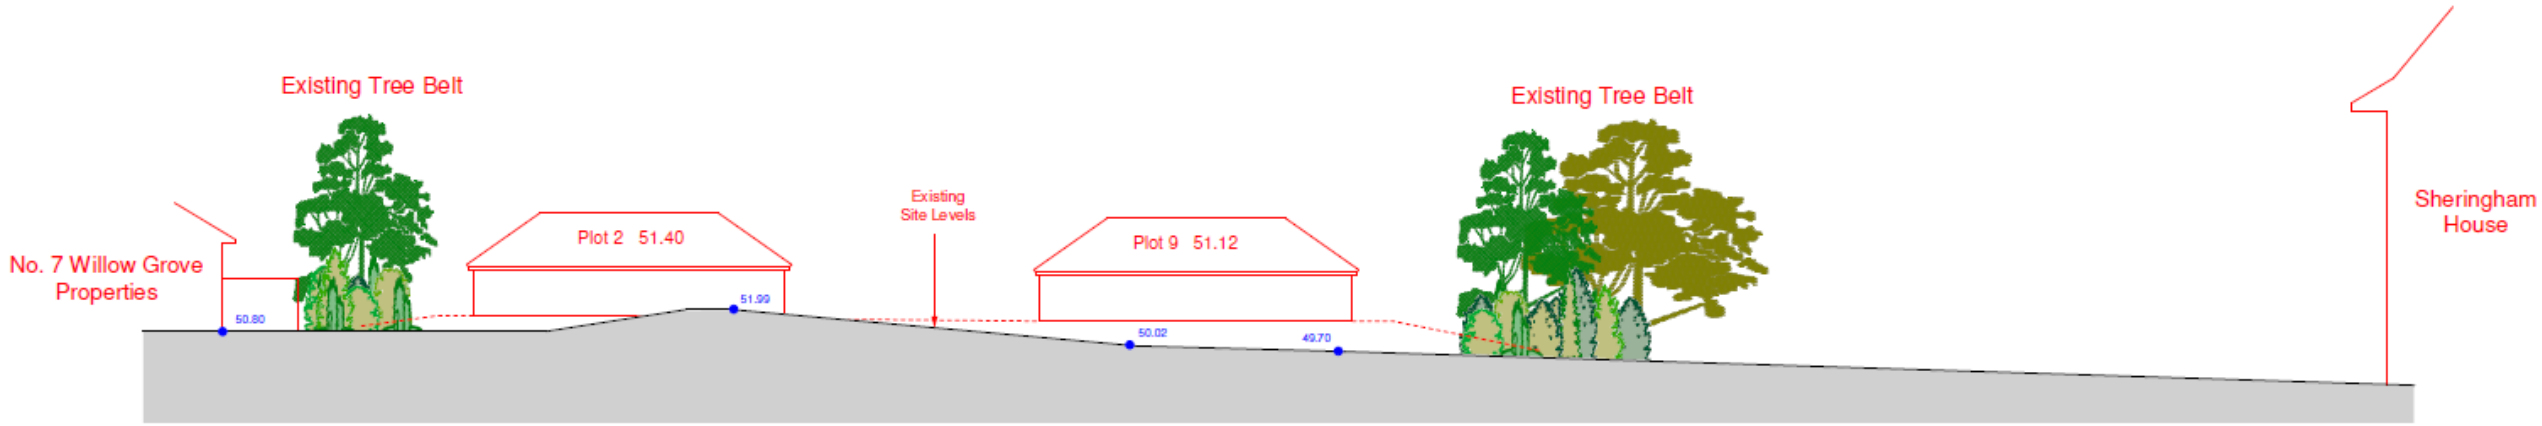 Existing Tree Belt
Existing Tree Belt
Existing
Site Levels
Sheringham
House
Plot 2 51.40
Plot 9 51.12
No. 7 Willow Grove
Properties
50.80
51.99
50.02
49.70